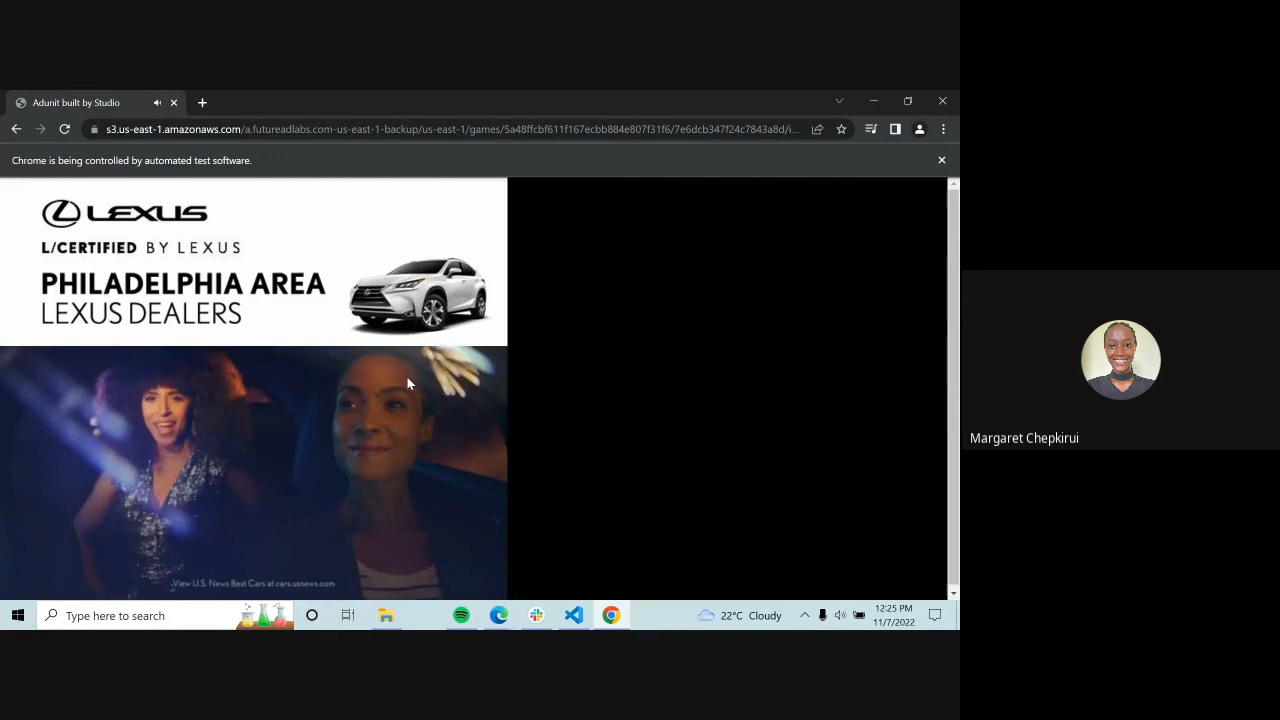 Adunit built by Studio
s3.us-east-1.amazonaws.com/a.futureadlabs.com-us-east-1-backup/us-east-1/games/5a48ffcbf611f167ecbb884e807f31f6/7e6dcb347f24c7843a8d/i...
Chrome is being controlled by automated test software.
LEXUS
L/CERTIFIED BY LEXUS
PHILADELPHIA AREA
LEXUS DEALERS
View U.S. News Best Cars at cars.usnews.com
Margaret Chepkirui
Type here to search
22°C Cloudy
12:25 PM
11/7/2022